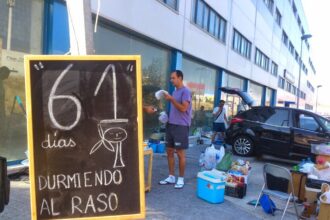 "61
días
DURMIENDO
AL RASO